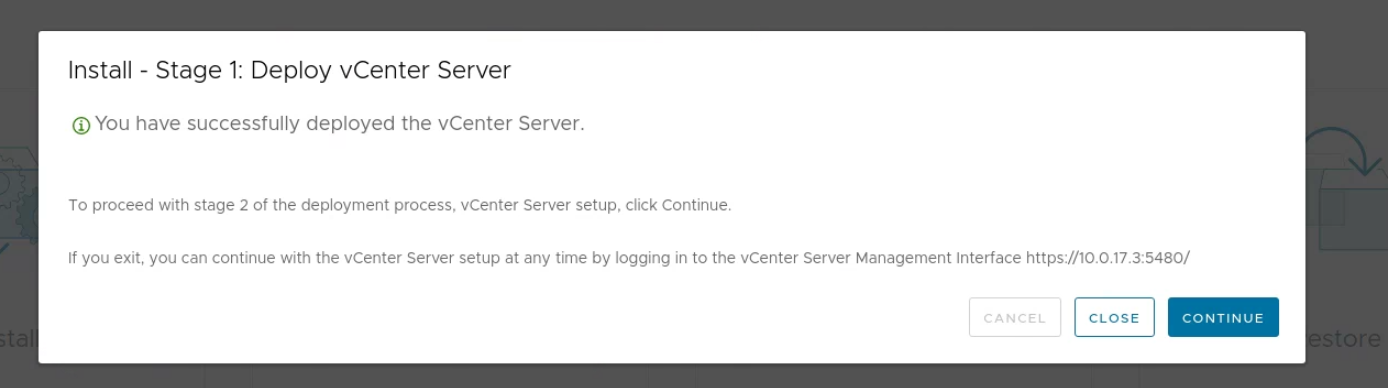 Install - Stage 1: Deploy vCenter Server
You have successfully deployed the vCenter Server.
To proceed with stage 2 of the deployment process, vCenter Server setup, click Continue.
If you exit, you can continue with the vCenter Server setup at any time by logging in to the vCenter Server Management Interface https://10.0.17.3:5480/
CANCEL CLOSE CONTINUE
stall estore